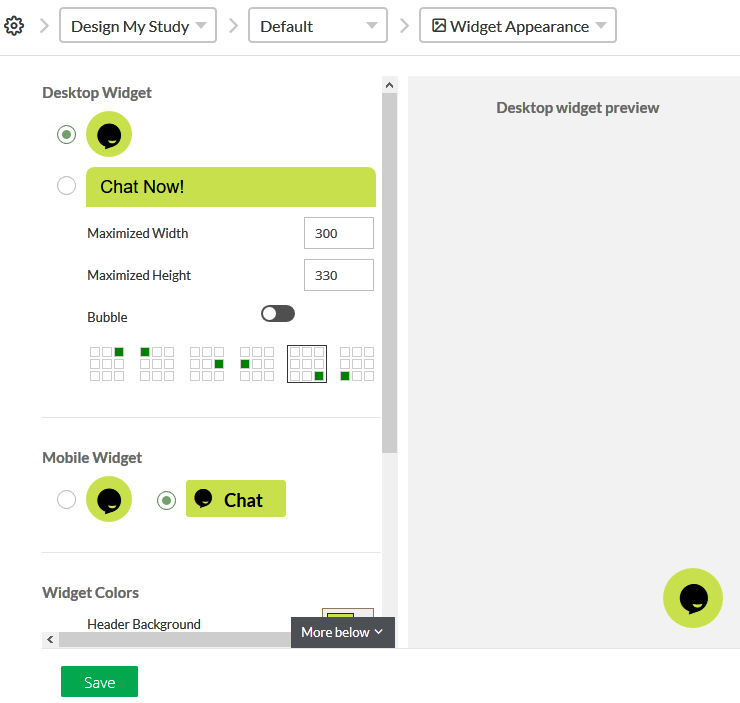 Design My Study
Default
Widget Appearance
Desktop Widget
Chat Now!
Maximized Width
300
Maximized Height
330
Bubble
Mobile Widget
Chat
Widget Colors
Header Background
More below
Save
Desktop widget preview